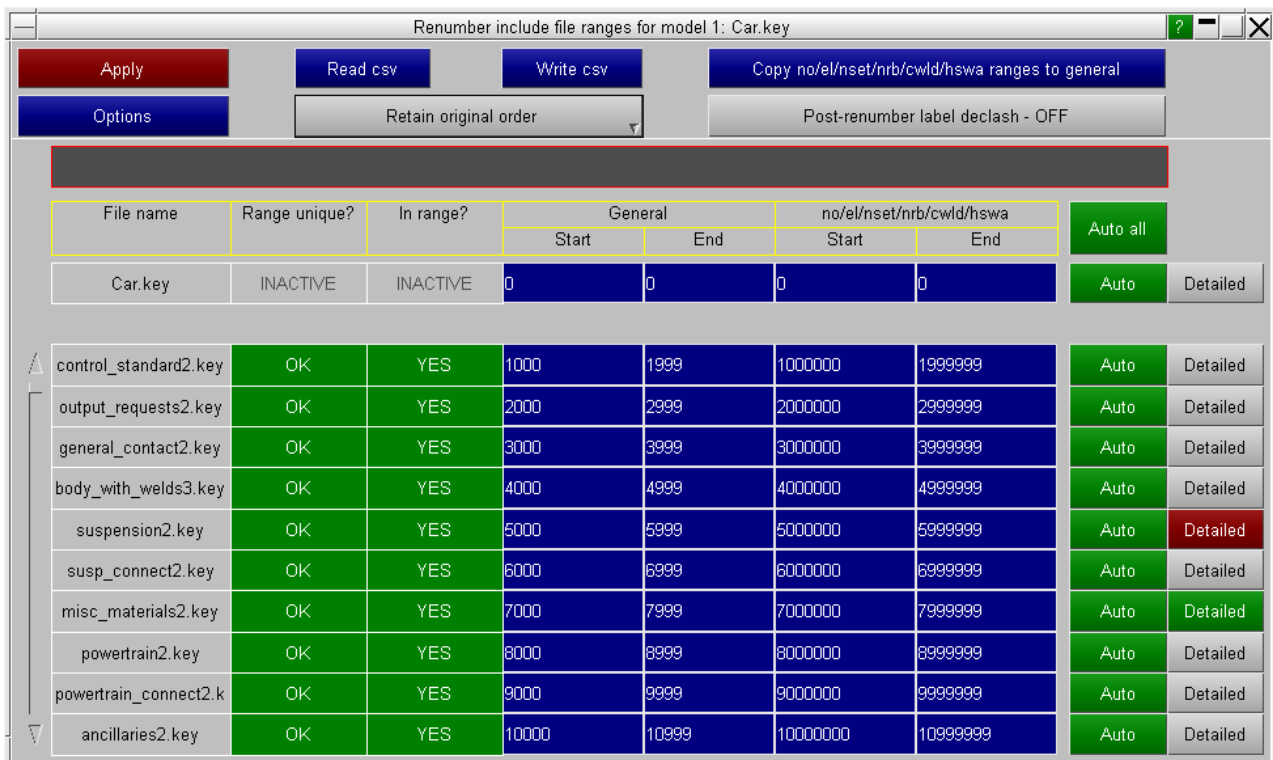 Renumber include file ranges for model 1: Car.key ?
Apply Read csv Write csv Copy no/el/nset/nrb/cwld/hswa ranges to general
Options Retain original order Post-renumber label declash - OFF
File name Range unique? In range? General no/el/nset/nrb/cwld/hswa Auto all
Start End Start End
Car.key INACTIVE INACTIVE 0 0 0 0 Auto Detailed
control_standard2.key OK YES 1000 1999 1000000 1999999 Auto Detailed
output_requests2.key OK YES 2000 2999 2000000 2999999 Auto Detailed
general_contact2.key OK YES 3000 3999 3000000 3999999 Auto Detailed
body_with_welds3.key OK YES 4000 4999 4000000 4999999 Auto Detailed
suspension2.key OK YES 5000 5999 5000000 5999999 Auto Detailed
susp_connect2.key OK YES 6000 6999 6000000 6999999 Auto Detailed
misc_materials2.key OK YES 7000 7999 7000000 7999999 Auto Detailed
powertrain2.key OK YES 8000 8999 8000000 8999999 Auto Detailed
powertrain_connect2.k OK YES 9000 9999 9000000 9999999 Auto Detailed
ancillaries2.key OK YES 10000 10999 10000000 10999999 Auto Detailed